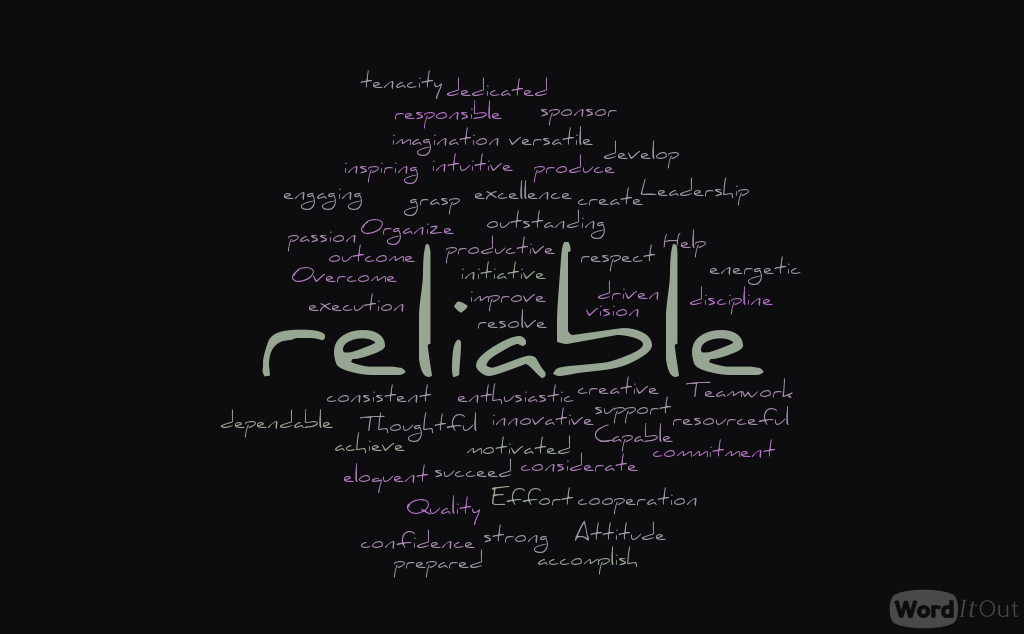 tenacity dedicated
responsible sponsor
imagination versatile
develop
inspiring intuitive produce
engaging grasp excellence create Leadership
passion Organize outstanding
outcome productive respect Help
Overcome initiative energetic
execution improve driven discipline
resolve vision
reliable
consistent enthusiastic creative Teamwork
dependable Thoughtful innovative support resourceful
achieve motivated Capable commitment
eloquent succeed considerate
Quality Effort cooperation
confidence strong Attitude
prepared accomplish
WordItOut